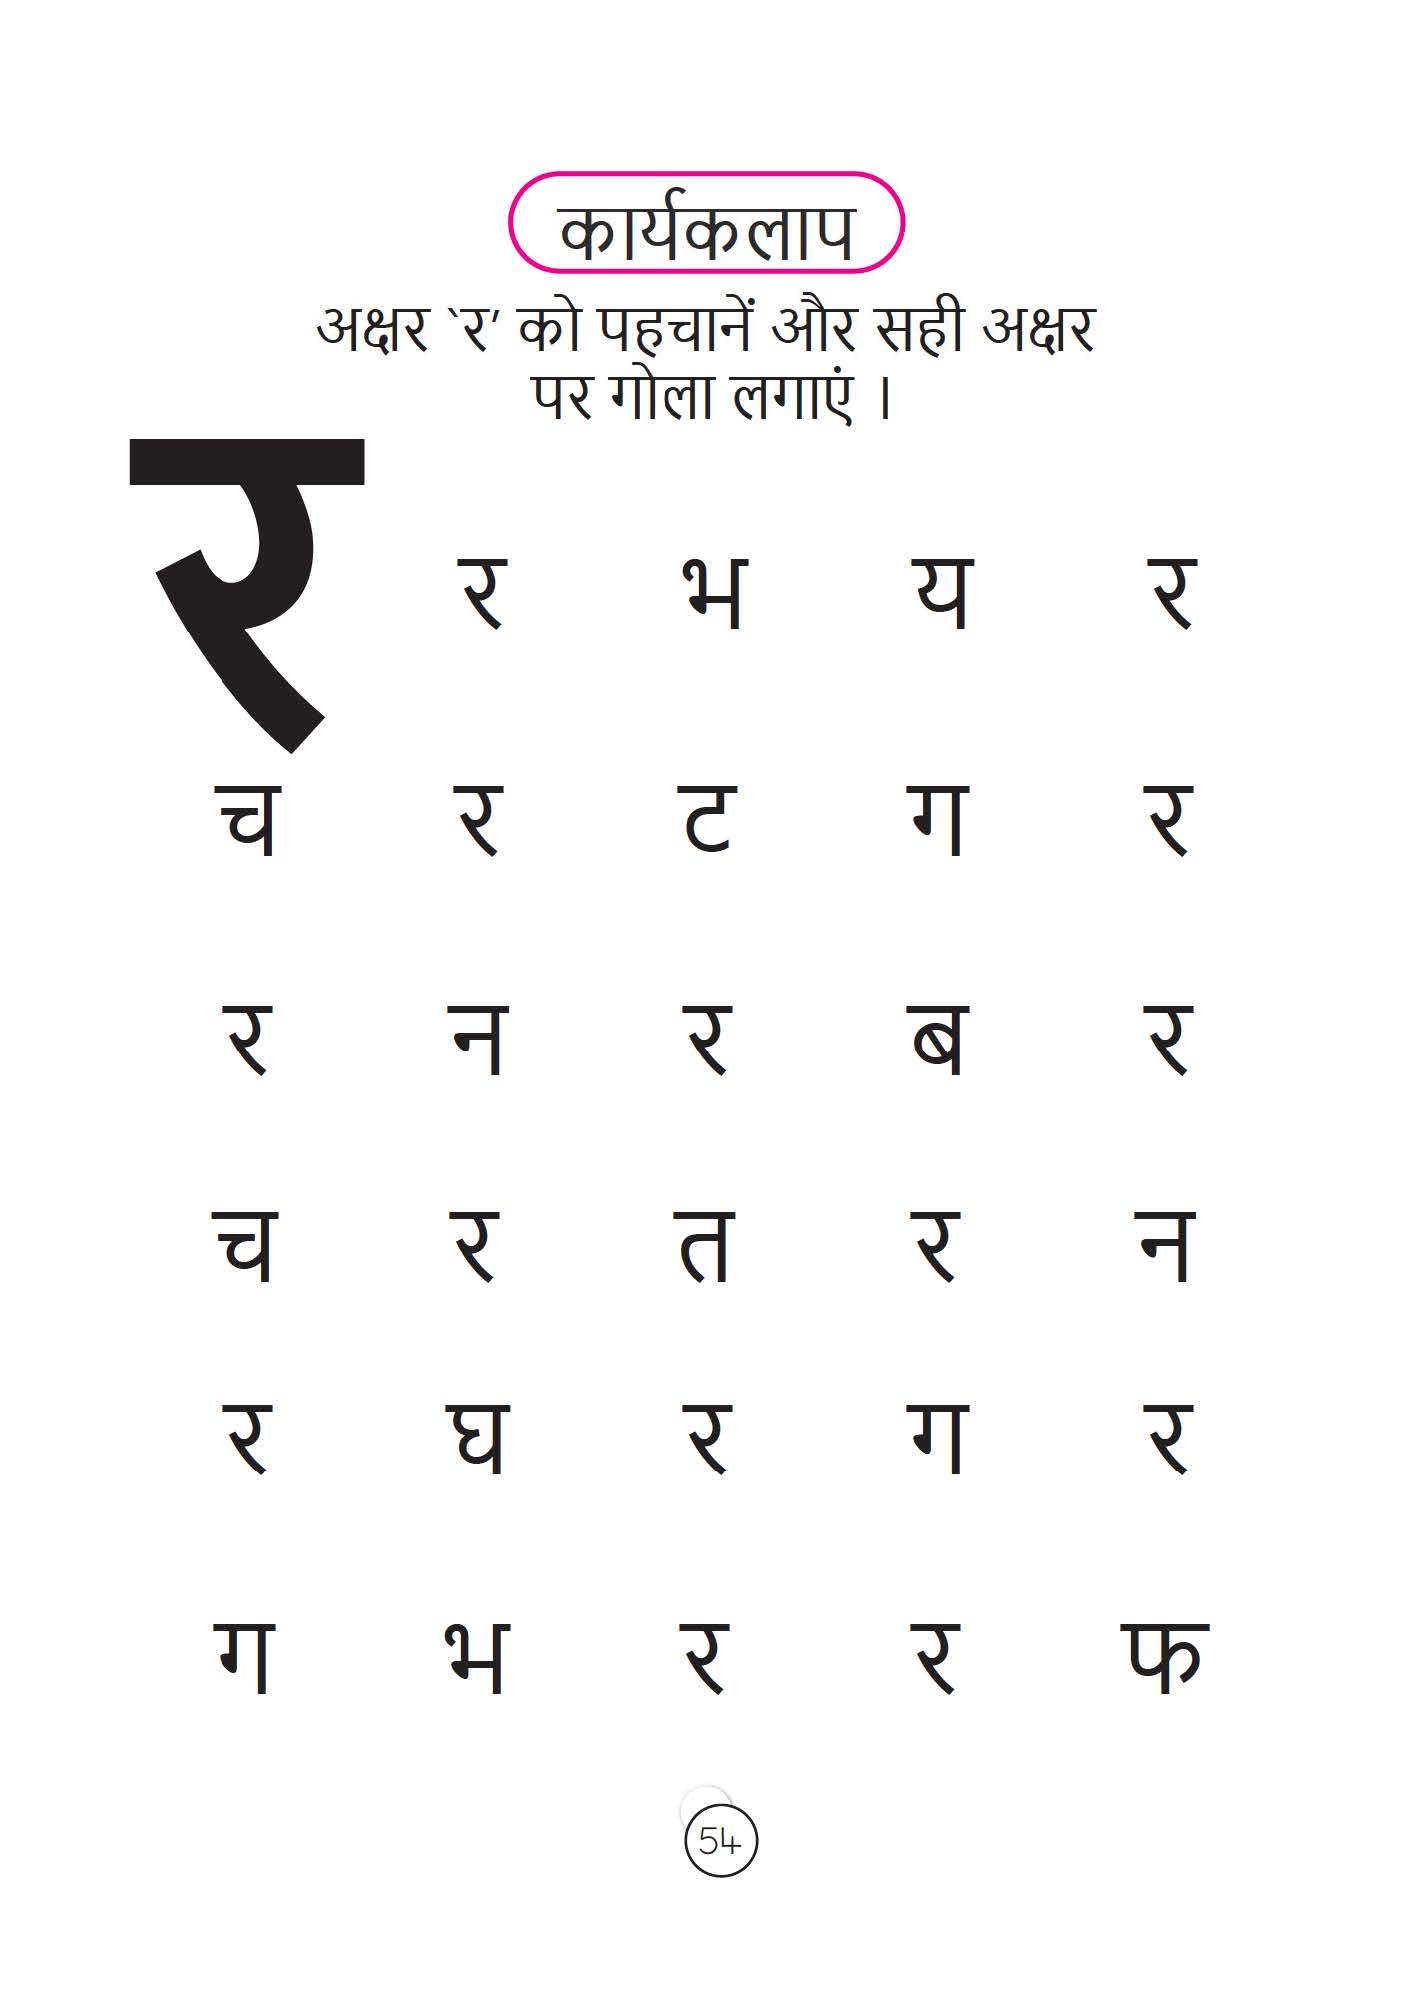 कार्यकलाप
अक्षर `र’ को पहचानें और सही अक्षर
पर गोला लगाएं ।
र
र भ य र
च र ट ग र
र न र ब र
च र त र न
र घ र ग र
ग भ र र फ
54